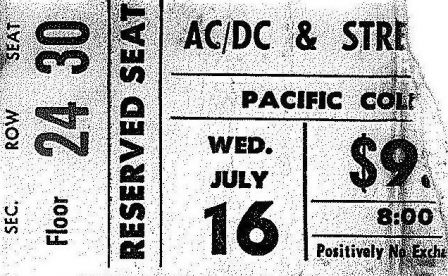 SEC. ROW SEAT
Floor 24 30
RESERVED SEAT
AC/DC & STRE
PACIFIC COL
WED.
JULY
16
$9.
8:00
Positively No Excha